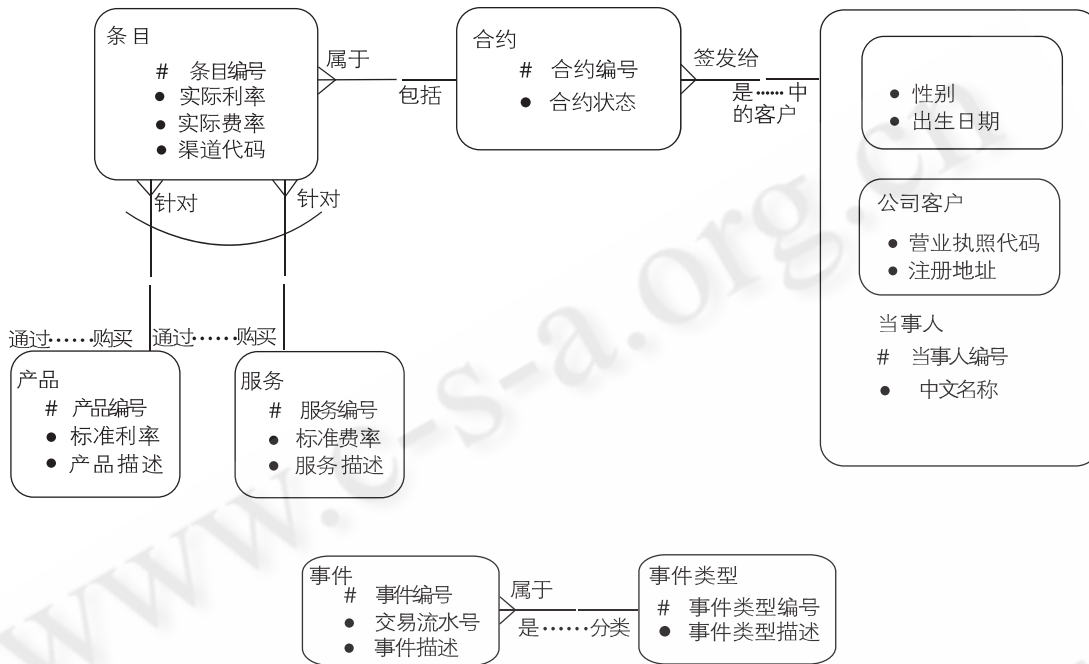 条目
# 条目编号
● 实际利率
● 实际费率
● 渠道代码
属于
包括
合约
# 合约编号
● 合约状态
签发给
是……中
的客户
● 性别
● 出生日期
公司客户
● 营业执照代码
● 注册地址
当事人
# 当事人编号
● 中文名称
针对
针对
通过……购买
通过……购买
产品
# 产品编号
● 标准利率
● 产品描述
服务
# 服务编号
● 标准费率
● 服务描述
事件
# 事件编号
● 交易流水号
● 事件描述
属于
是……分类
事件类型
# 事件类型编号
● 事件类型描述
www.c-s-a.org.cn